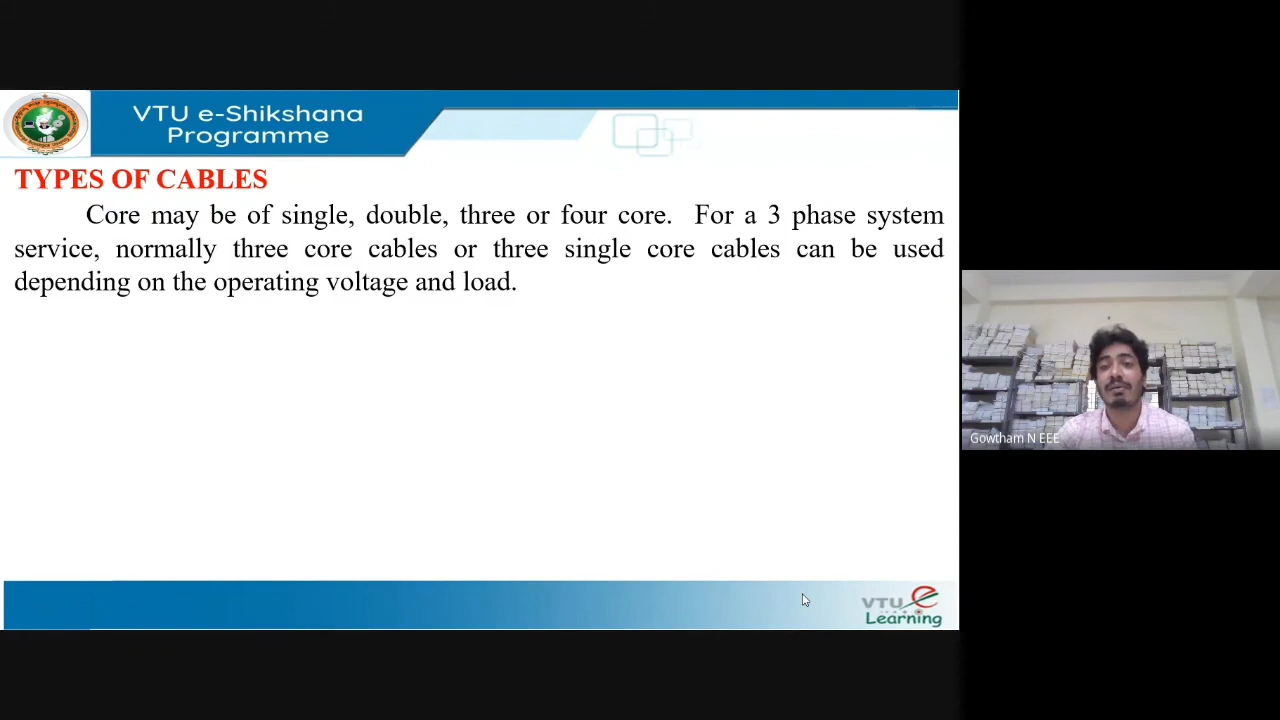 VTU e-Shikshana
Programme
TYPES OF CABLES
Core may be of single, double, three or four core. For a 3 phase system
service, normally three core cables or three single core cables can be used
depending on the operating voltage and load.
Gowtham N EEE
VTU e
Learning